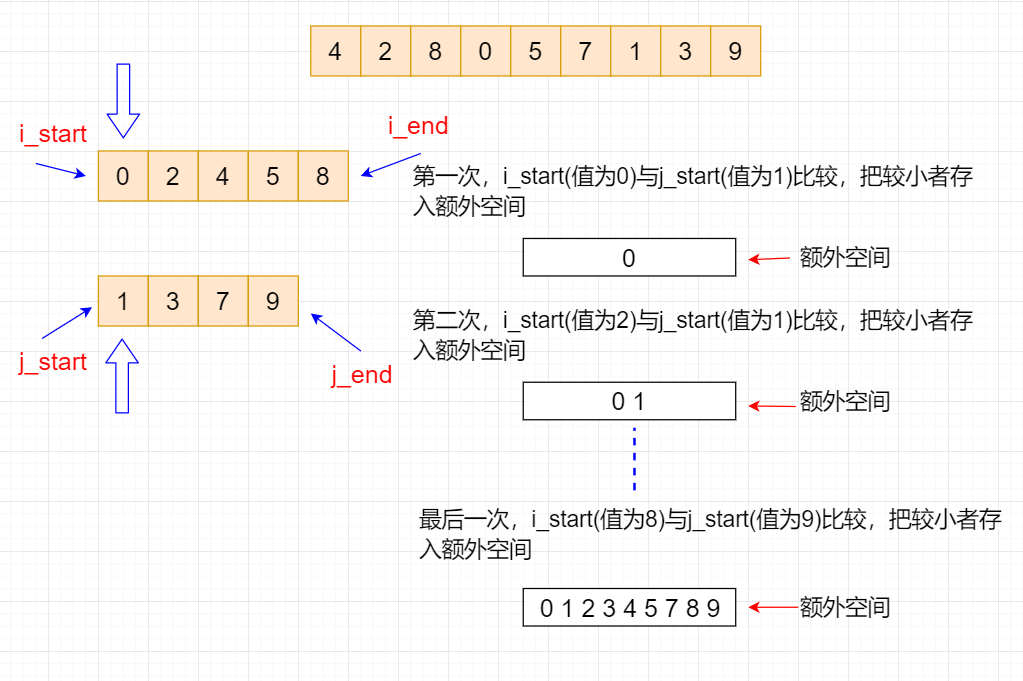 4 2 8 0 5 7 1 3 9
i_start
i_end
0 2 4 5 8
第一次，i_start(值为0)与j_start(值为1)比较，把较小者存
入额外空间
0
额外空间
1 3 7 9
j_start
j_end
第二次，i_start(值为2)与j_start(值为1)比较，把较小者存
入额外空间
0 1
额外空间
最后一次，i_start(值为8)与j_start(值为9)比较，把较小者存
入额外空间
0 1 2 3 4 5 7 8 9
额外空间